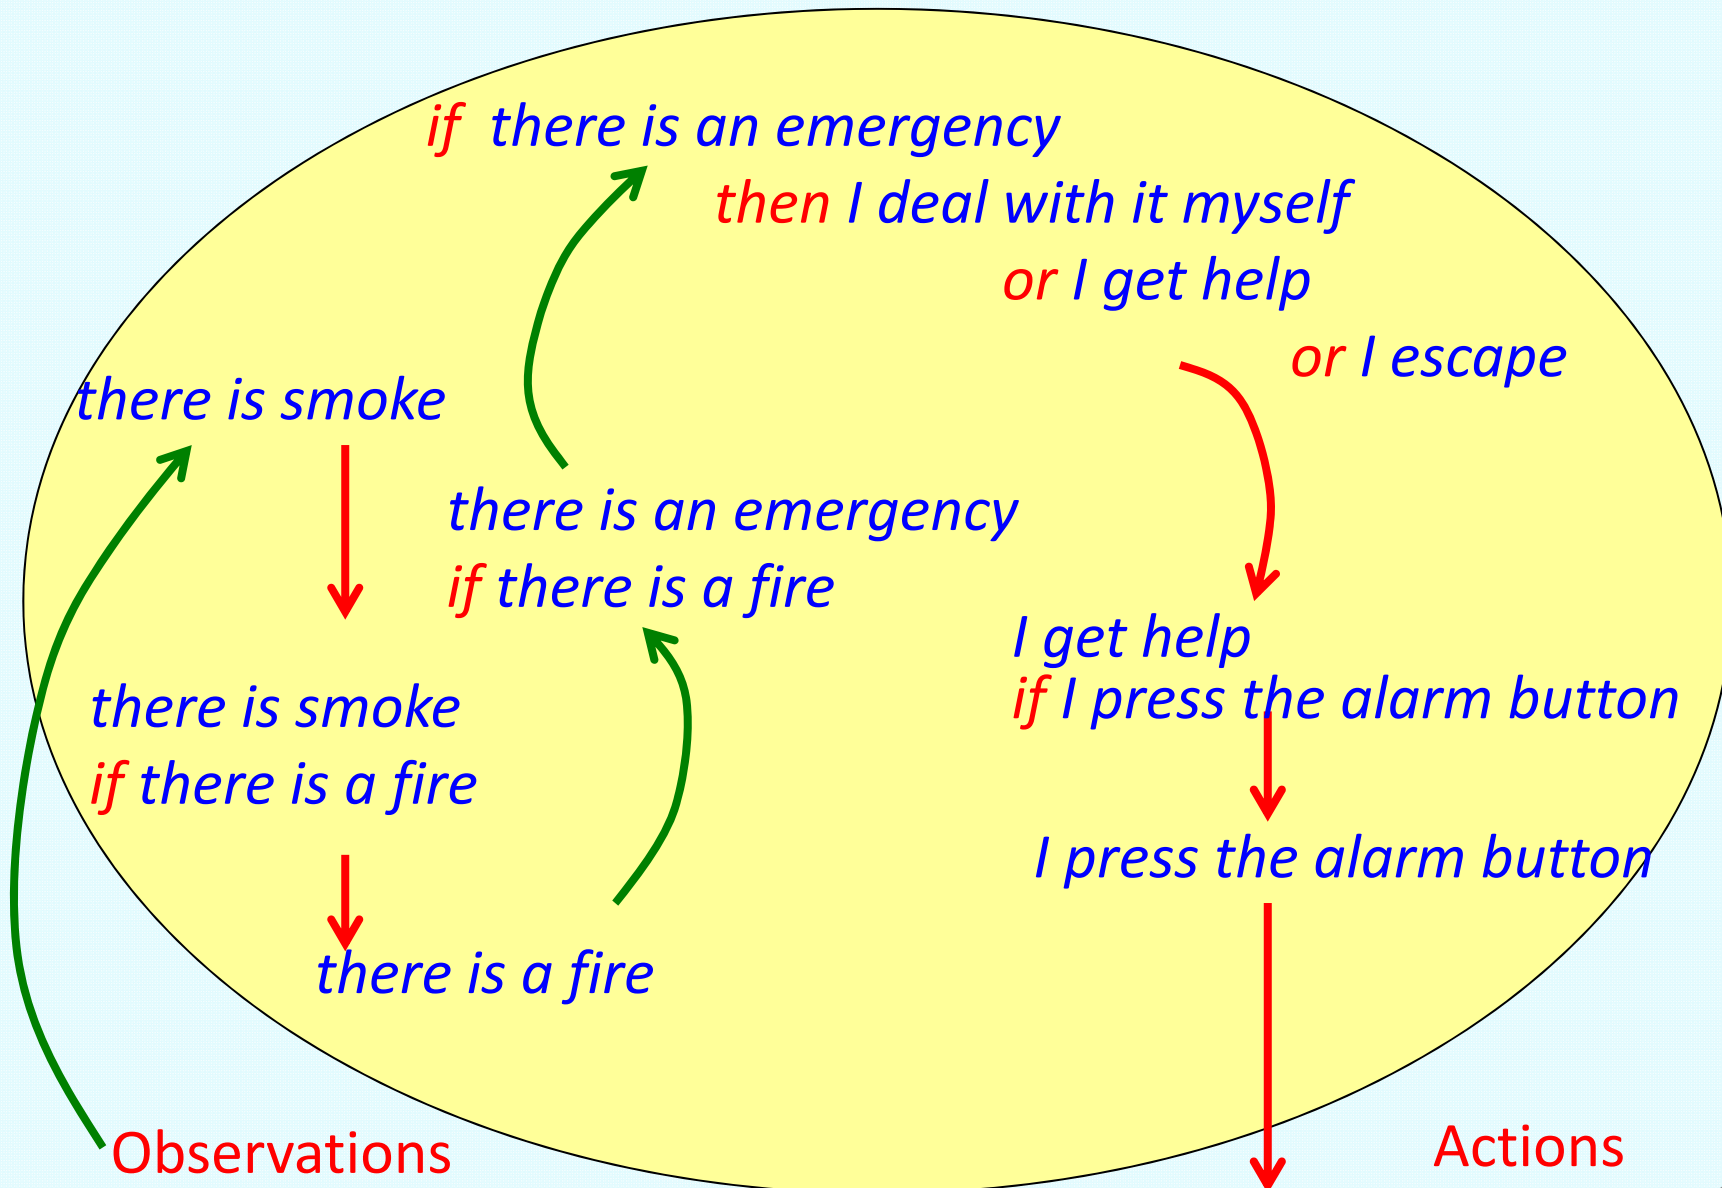 if there is an emergency
then I deal with it myself
or I get help
or I escape
there is smoke
there is an emergency
if there is a fire
there is smoke
if there is a fire
there is a fire
I get help
if I press the alarm button
I press the alarm button
Observations
Actions